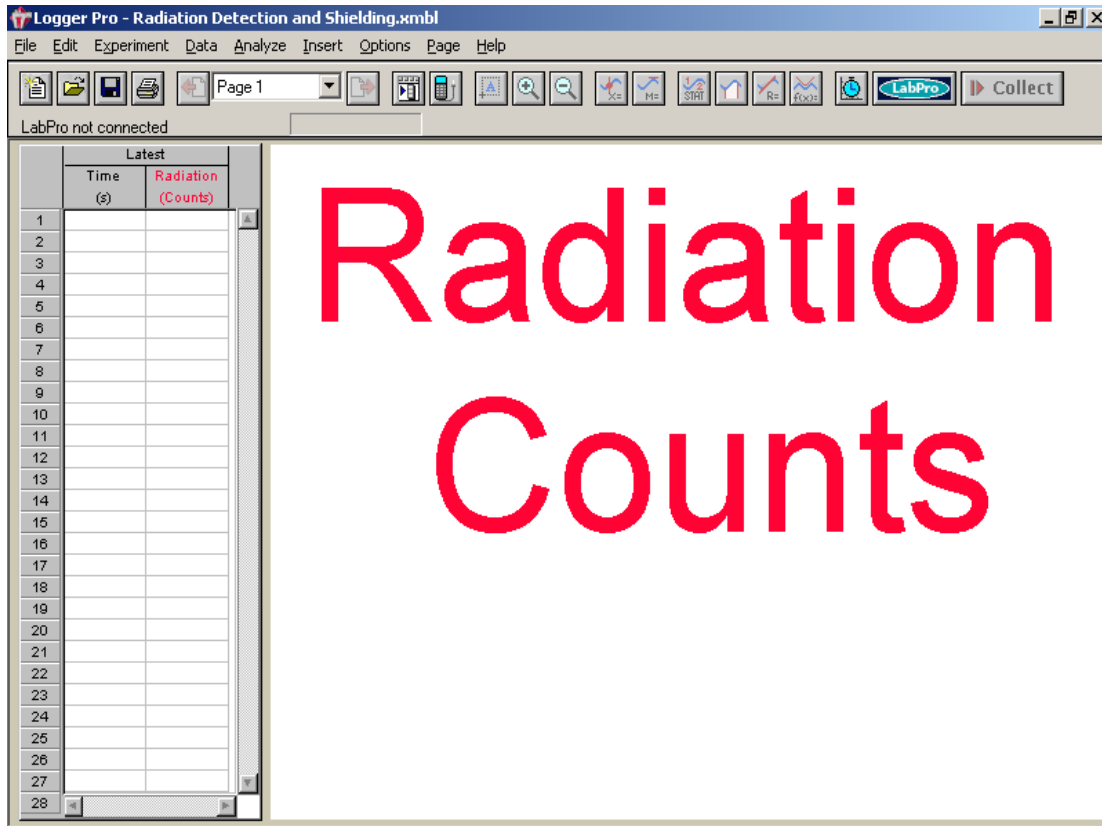 Logger Pro - Radiation Detection and Shielding.xmbl
File Edit Experiment Data Analyze Insert Options Page Help
Page 1
X= M= 1/2 STAT R= f(x)= LabPro Collect
LabPro not connected
Latest
Time Radiation
(s) (Counts)
1
2
3
4
5
6
7
8
9
10
11
12
13
14
15
16
17
18
19
20
21
22
23
24
25
26
27
28
Radiation
Counts